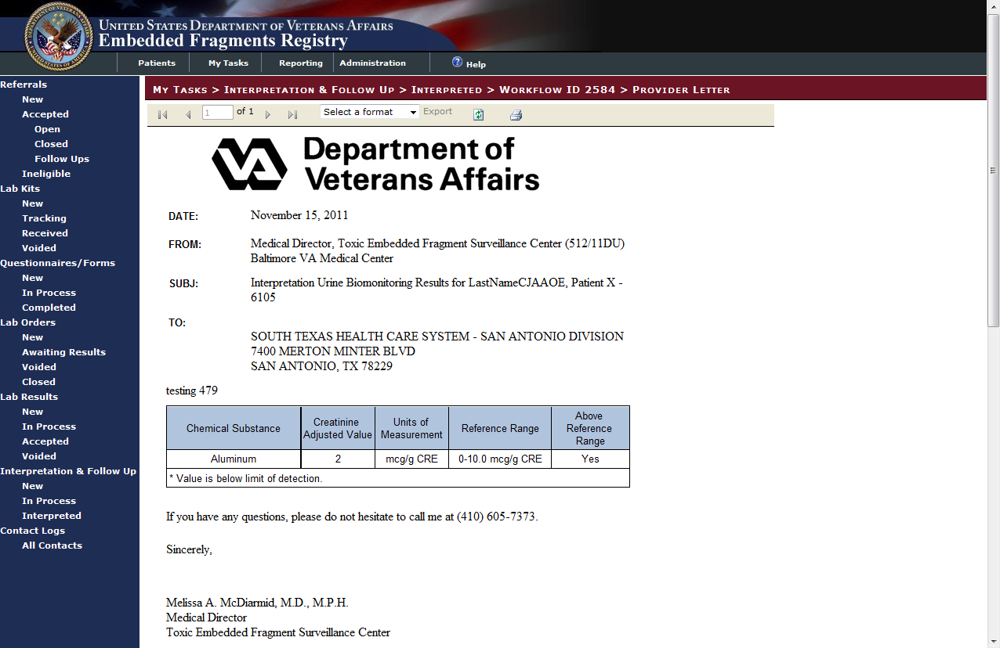 United States Department of Veterans Affairs
Embedded Fragments Registry
Patients My Tasks Reporting Administration ? Help
Referrals
New
Accepted
Open
Closed
Follow Ups
Ineligible
Lab Kits
New
Tracking
Received
Voided
Questionnaires/Forms
New
In Process
Completed
Lab Orders
New
Awaiting Results
Voided
Closed
Lab Results
New
In Process
Accepted
Voided
Interpretation & Follow Up
New
In Process
Interpreted
Contact Logs
All Contacts
My Tasks > Interpretation & Follow Up > Interpreted > Workflow ID 2584 > Provider Letter
1 of 1 Select a format Export
VA Department of
Veterans Affairs
DATE: November 15, 2011
FROM: Medical Director, Toxic Embedded Fragment Surveillance Center (512/11DU)
Baltimore VA Medical Center
SUBJ: Interpretation Urine Biomonitoring Results for LastNameCJAAOE, Patient X -
6105
TO:
SOUTH TEXAS HEALTH CARE SYSTEM - SAN ANTONIO DIVISION
7400 MERTON MINTER BLVD
SAN ANTONIO, TX 78229
testing 479
Chemical Substance
Creatinine
Adjusted Value
Units of
Measurement
Reference Range
Above
Reference
Range
Aluminum 2 mcg/g CRE 0-10.0 mcg/g CRE Yes
* Value is below limit of detection.
If you have any questions, please do not hesitate to call me at (410) 605-7373.
Sincerely,
Melissa A. McDiarmid, M.D., M.P.H.
Medical Director
Toxic Embedded Fragment Surveillance Center